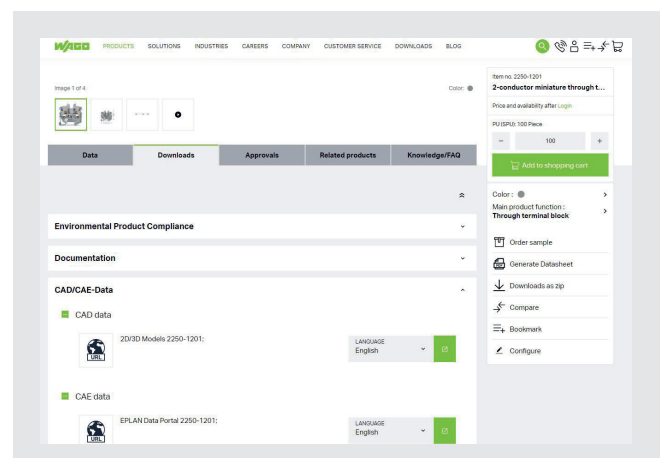 WAGO PRODUCTS SOLUTIONS INDUSTRIES CAREERS COMPANY CUSTOMER SERVICE DOWNLOADS BLOG
Image 1 of 4
Color:
Data Downloads Approvals Related products Knowledge/FAQ
Environmental Product Compliance
Documentation
CAD/CAE-Data
CAD data
URL
2D/3D Models 2250-1201;
LANGUAGE
English
CAE data
URL
EPLAN Data Portal 2250-1201;
LANGUAGE
English
Item no. 2250-1201
2-conductor miniature through t...
Price and availability after Login
PU (SPU): 100 Piece
− 100 +
Add to shopping cart
Color :
Main product function :
Through terminal block
Order sample
Generate Datasheet
Downloads as zip
Compare
Bookmark
Configure